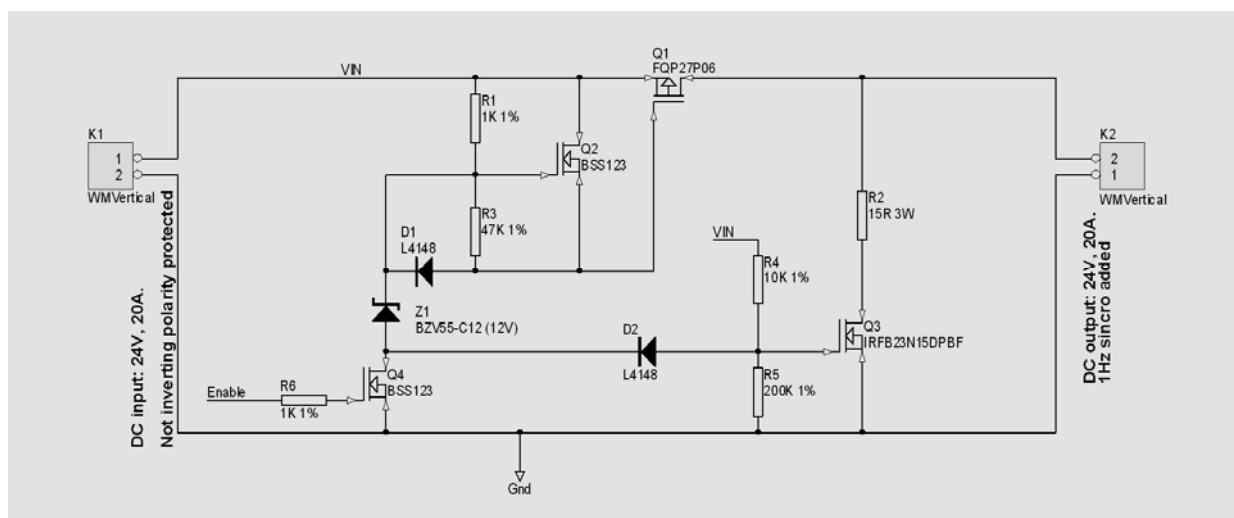 Q1
FQP27P06
VIN
R1
1K 1%
K1
1
2
WMVertical
Q2
BSS123
K2
2
1
WMVertical
R2
15R 3W
R3
47K 1%
D1
L4148
VIN
R4
10K 1%
Z1
BZV55-C12 (12V)
D2
L4148
Q3
IRFB23N15DPBF
Q4
BSS123
R5
200K 1%
Enable
R6
1K 1%
Gnd
DC input: 24V, 20A.
Not inverting polarity protected
DC output: 24V, 20A.
1Hz sincro added